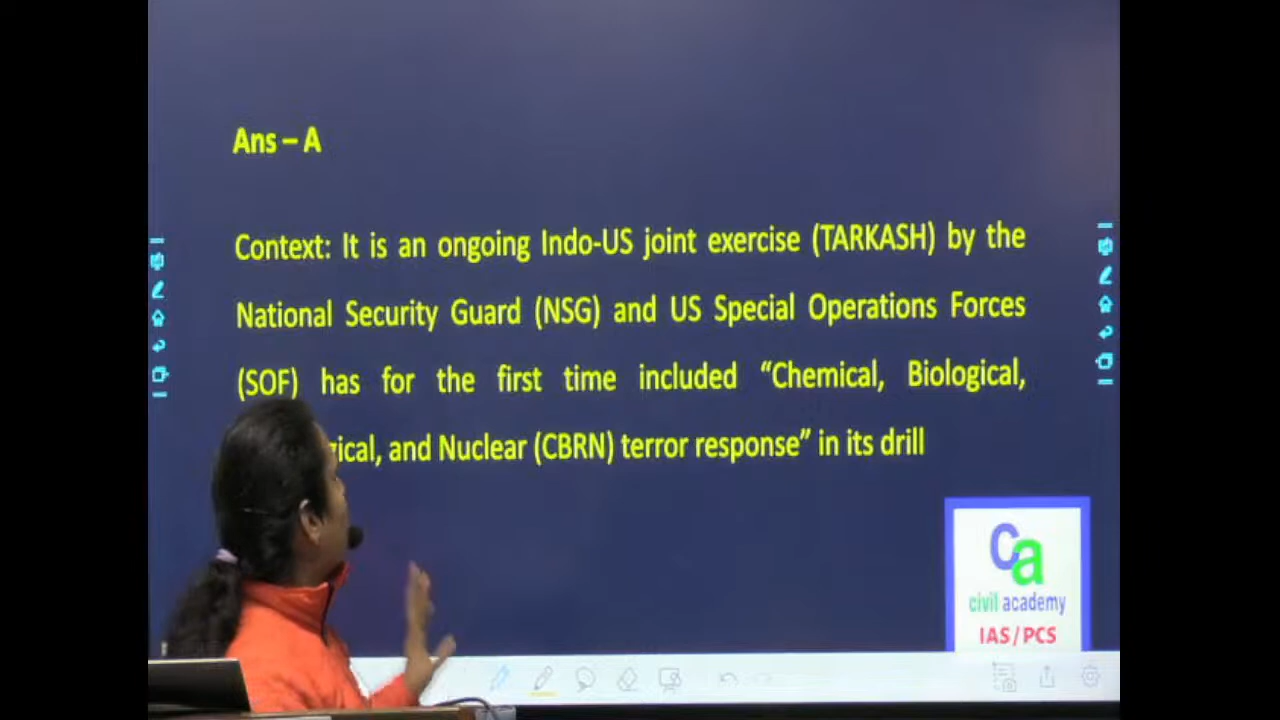 Ans – A
Context: It is an ongoing Indo-US joint exercise (TARKASH) by the
National Security Guard (NSG) and US Special Operations Forces
(SOF) has for the first time included “Chemical, Biological,
gical, and Nuclear (CBRN) terror response” in its drill
Ca
civil academy
IAS/PCS